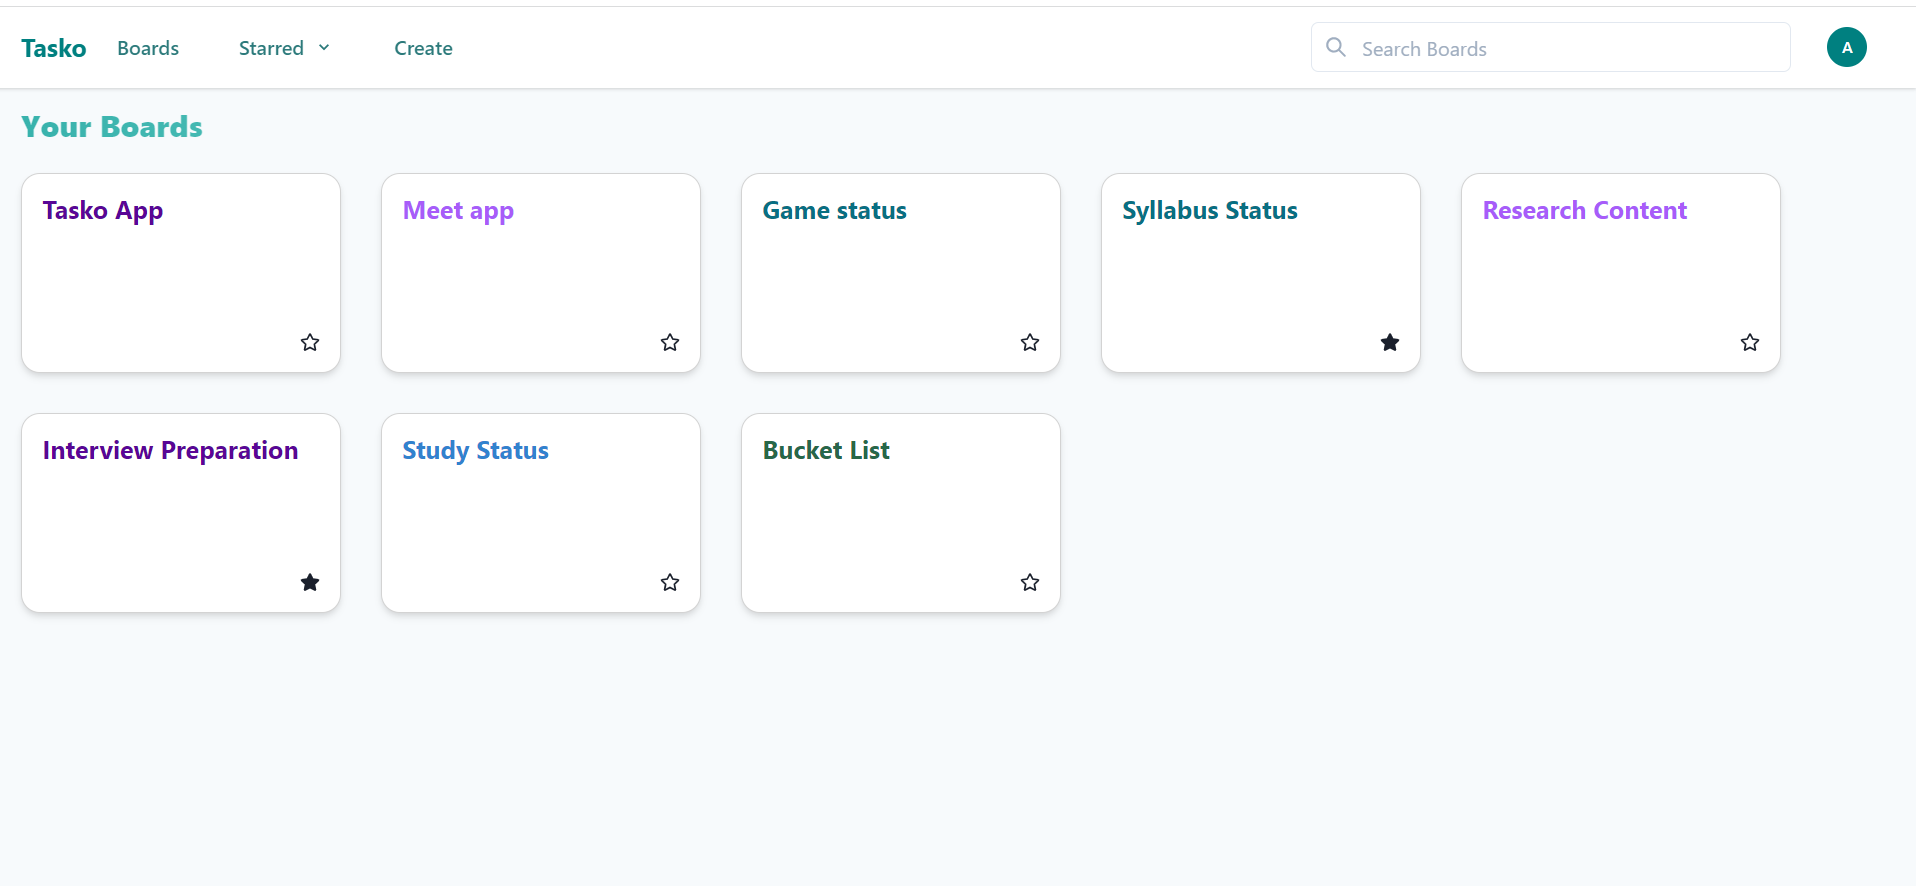 Tasko Boards Starred Create Search Boards A
Your Boards
Tasko App Meet app Game status Syllabus Status Research Content
Interview Preparation Study Status Bucket List